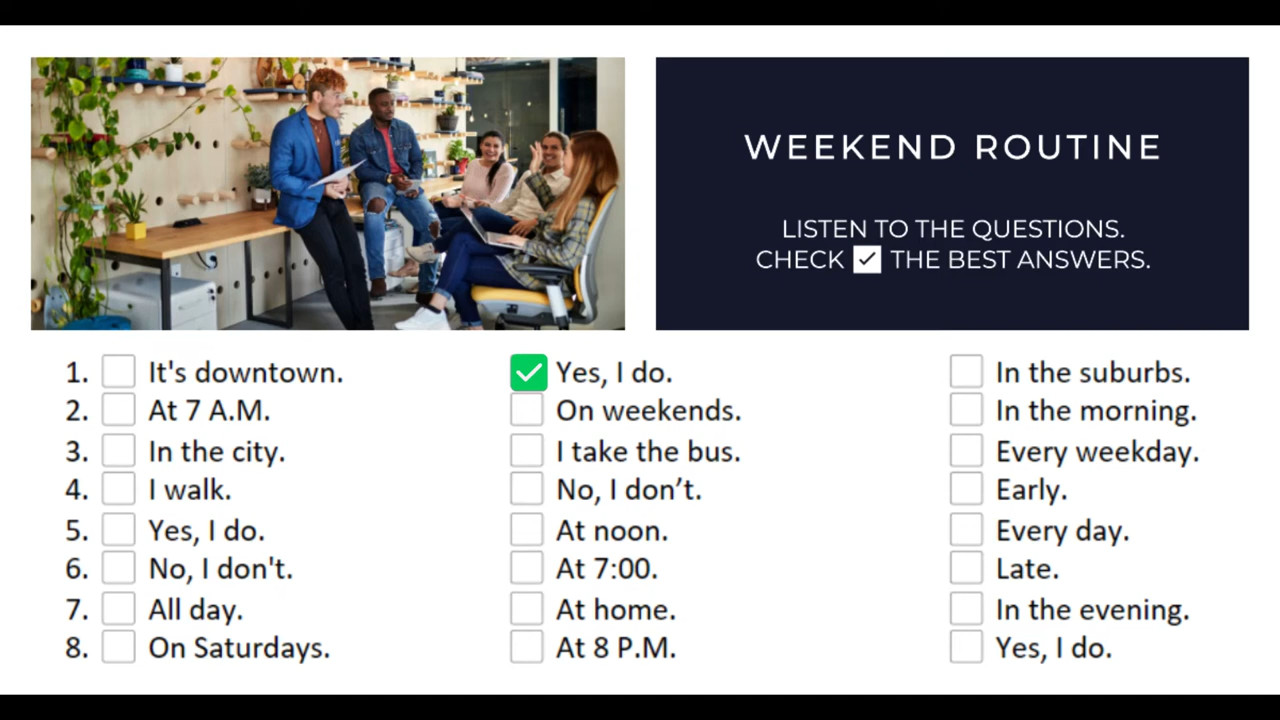 WEEKEND ROUTINE
LISTEN TO THE QUESTIONS.
CHECK ✓ THE BEST ANSWERS.
1. It's downtown. Yes, I do. In the suburbs.
2. At 7 A.M. On weekends. In the morning.
3. In the city. I take the bus. Every weekday.
4. I walk. No, I don’t. Early.
5. Yes, I do. At noon. Every day.
6. No, I don't. At 7:00. Late.
7. All day. At home. In the evening.
8. On Saturdays. At 8 P.M. Yes, I do.